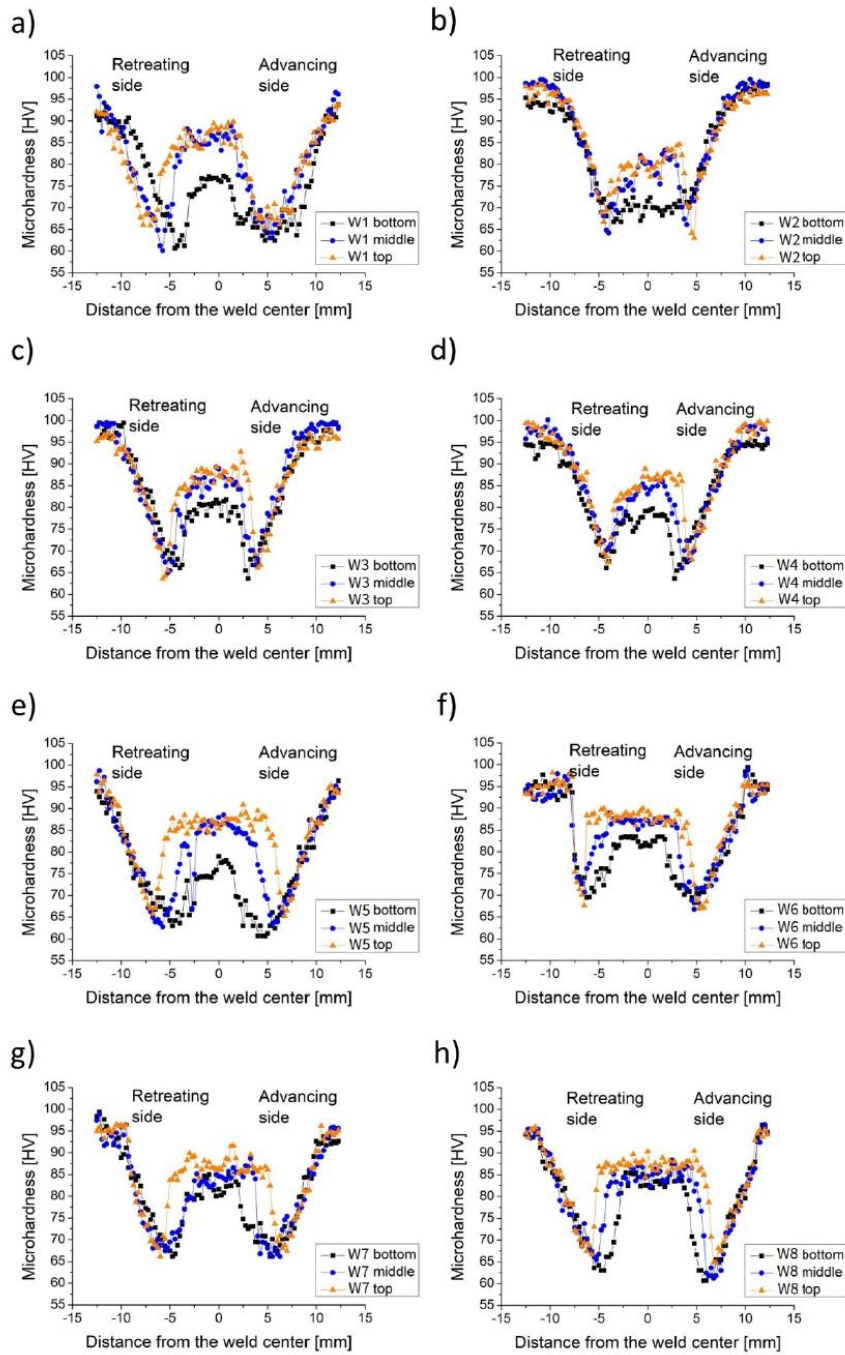 a)
Retreating side
Advancing side
Microhardness [HV]
105
100
95
90
85
80
75
70
65
60
55
W1 bottom
W1 middle
W1 top
-15 -10 -5 0 5 10 15
Distance from the weld center [mm]
b)
Retreating side
Advancing side
Microhardness [HV]
105
100
95
90
85
80
75
70
65
60
55
W2 bottom
W2 middle
W2 top
-15 -10 -5 0 5 10 15
Distance from the weld center [mm]
c)
Retreating side
Advancing side
Microhardness [HV]
105
100
95
90
85
80
75
70
65
60
55
W3 bottom
W3 middle
W3 top
-15 -10 -5 0 5 10 15
Distance from the weld center [mm]
d)
Retreating side
Advancing side
Microhardness [HV]
105
100
95
90
85
80
75
70
65
60
55
W4 bottom
W4 middle
W4 top
-15 -10 -5 0 5 10 15
Distance from the weld center [mm]
e)
Retreating side
Advancing side
Microhardness [HV]
105
100
95
90
85
80
75
70
65
60
55
W5 bottom
W5 middle
W5 top
-15 -10 -5 0 5 10 15
Distance from the weld center [mm]
f)
Retreating side
Advancing side
Microhardness [HV]
105
100
95
90
85
80
75
70
65
60
55
W6 bottom
W6 middle
W6 top
-15 -10 -5 0 5 10 15
Distance from the weld center [mm]
g)
Retreating side
Advancing side
Microhardness [HV]
105
100
95
90
85
80
75
70
65
60
55
W7 bottom
W7 middle
W7 top
-15 -10 -5 0 5 10 15
Distance from the weld center [mm]
h)
Retreating side
Advancing side
Microhardness [HV]
105
100
95
90
85
80
75
70
65
60
55
W8 bottom
W8 middle
W8 top
-15 -10 -5 0 5 10 15
Distance from the weld center [mm]